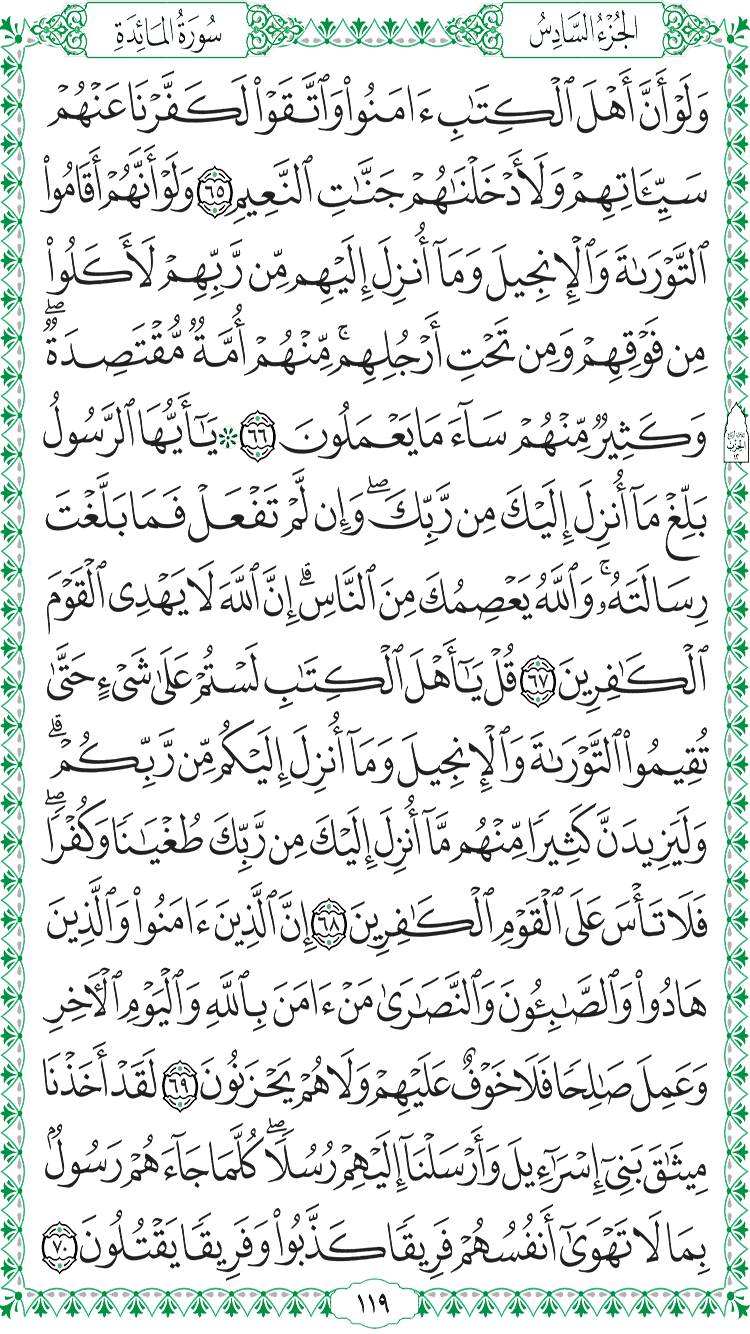 الجُزْءُ السَّادِسُ
سُورَةُ المَائِدَةِ
وَلَوۡ أَنَّ أَهۡلَ ٱلۡكِتَٰبِ ءَامَنُواْ وَٱتَّقَوۡاْ لَكَفَّرۡنَا عَنۡهُمۡ
سَيِّـَٔاتِهِمۡ وَلَأَدۡخَلۡنَٰهُمۡ جَنَّٰتِ ٱلنَّعِيمِ ٦٥ وَلَوۡ أَنَّهُمۡ أَقَامُواْ
ٱلتَّوۡرَىٰةَ وَٱلۡإِنجِيلَ وَمَآ أُنزِلَ إِلَيۡهِم مِّن رَّبِّهِمۡ لَأَكَلُواْ
مِن فَوۡقِهِمۡ وَمِن تَحۡتِ أَرۡجُلِهِمۚ مِّنۡهُمۡ أُمَّةٞ مُّقۡتَصِدَةٞۖ
وَكَثِيرٞ مِّنۡهُمۡ سَآءَ مَا يَعۡمَلُونَ ٦٦ ۞ يَٰٓأَيُّهَا ٱلرَّسُولُ
بَلِّغۡ مَآ أُنزِلَ إِلَيۡكَ مِن رَّبِّكَۖ وَإِن لَّمۡ تَفۡعَلۡ فَمَا بَلَّغۡتَ
رِسَالَتَهُۥۚ وَٱللَّهُ يَعۡصِمُكَ مِنَ ٱلنَّاسِۗ إِنَّ ٱللَّهَ لَا يَهۡدِي ٱلۡقَوۡمَ
ٱلۡكَٰفِرِينَ ٦٧ قُلۡ يَٰٓأَهۡلَ ٱلۡكِتَٰبِ لَسۡتُمۡ عَلَىٰ شَيۡءٍ حَتَّىٰ
تُقِيمُواْ ٱلتَّوۡرَىٰةَ وَٱلۡإِنجِيلَ وَمَآ أُنزِلَ إِلَيۡكُم مِّن رَّبِّكُمۡۗ
وَلَيَزِيدَنَّ كَثِيرٗا مِّنۡهُم مَّآ أُنزِلَ إِلَيۡكَ مِن رَّبِّكَ طُغۡيَٰنٗا وَكُفۡرٗاۖ
فَلَا تَأۡسَ عَلَى ٱلۡقَوۡمِ ٱلۡكَٰفِرِينَ ٦٨ إِنَّ ٱلَّذِينَ ءَامَنُواْ وَٱلَّذِينَ
هَادُواْ وَٱلصَّٰبِـُٔونَ وَٱلنَّصَٰرَىٰ مَنۡ ءَامَنَ بِٱللَّهِ وَٱلۡيَوۡمِ ٱلۡأٓخِرِ
وَعَمِلَ صَٰلِحٗا فَلَا خَوۡفٌ عَلَيۡهِمۡ وَلَا هُمۡ يَحۡزَنُونَ ٦٩ لَقَدۡ أَخَذۡنَا
مِيثَٰقَ بَنِيٓ إِسۡرَٰٓءِيلَ وَأَرۡسَلۡنَآ إِلَيۡهِمۡ رُسُلٗاۖ كُلَّمَا جَآءَهُمۡ رَسُولُۢ
بِمَا لَا تَهۡوَىٰٓ أَنفُسُهُمۡ فَرِيقٗا كَذَّبُواْ وَفَرِيقٗا يَقۡتُلُونَ ٧٠
١١٩